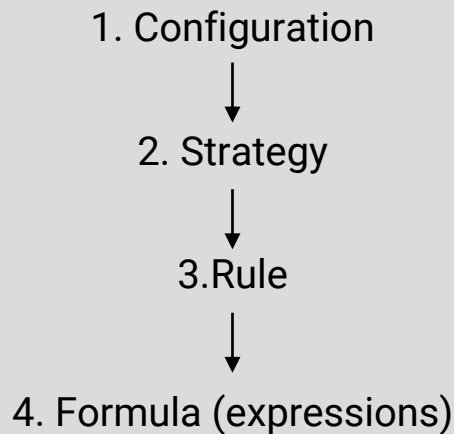 1. Configuration
2. Strategy
3.Rule
4. Formula (expressions)